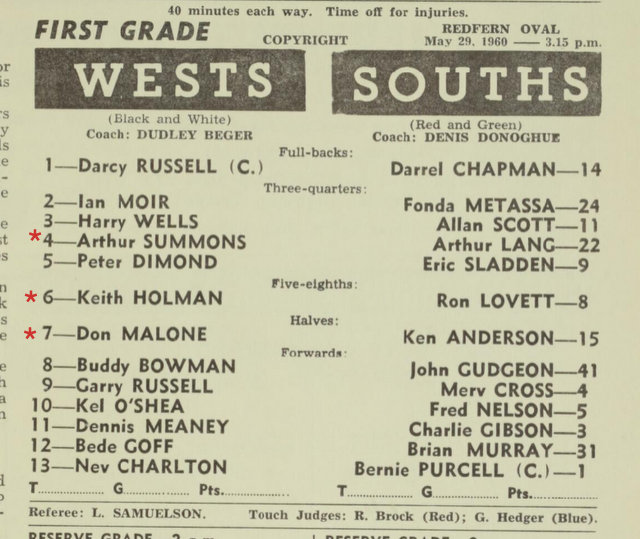 40 minutes each way. Time off for injuries.
FIRST GRADE
COPYRIGHT
REDFERN OVAL
May 29, 1960 — 3.15 p.m.
WESTS
SOUTHS
(Black and White)
(Red and Green)
Coach: DUDLEY BEGER
Coach: DENIS DONOGHUE
Full-backs:
1—Darcy RUSSELL (C.)
Darrel CHAPMAN—14
Three-quarters:
2—Ian MOIR
Fonda METASSA—24
3—Harry WELLS
Allan SCOTT—11
*4—Arthur SUMMONS
Arthur LANG—22
5—Peter DIMOND
Eric SLADDEN—9
Five-eighths:
*6—Keith HOLMAN
Ron LOVETT—8
Halves:
*7—Don MALONE
Ken ANDERSON—15
Forwards:
8—Buddy BOWMAN
John GUDGEON—41
9—Garry RUSSELL
Merv CROSS—4
10—Kel O'SHEA
Fred NELSON—5
11—Dennis MEANEY
Charlie GIBSON—3
12—Bede GOFF
Brian MURRAY—31
13—Nev CHARLTON
Bernie PURCELL (C.)—1
T............... G............... Pts...............
T............... G............... Pts...............
Referee: L. SAMUELSON. Touch Judges: R. Brock (Red); G. Hedger (Blue).